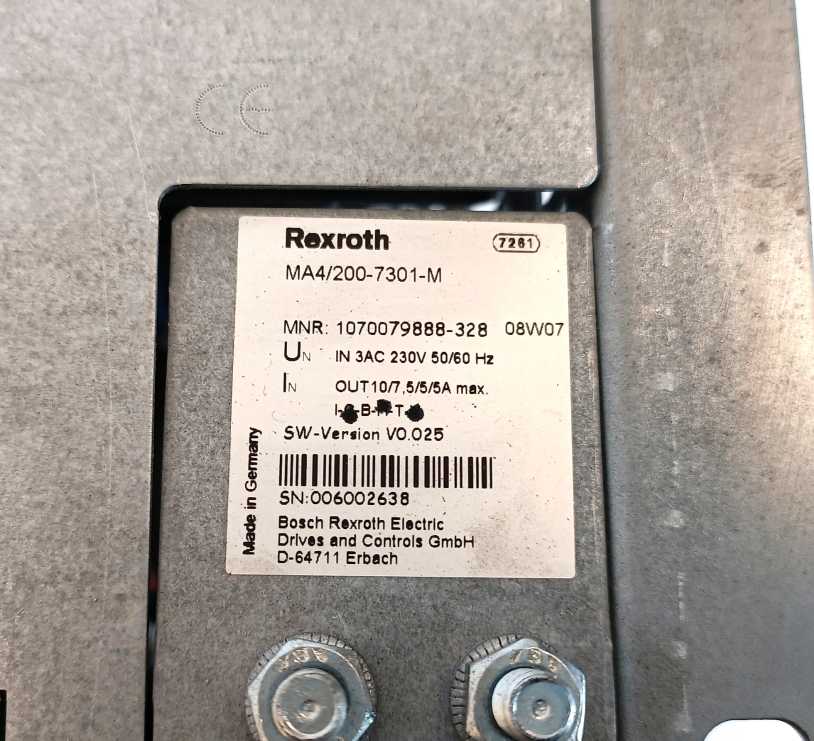 CE
Rexroth 7261
MA4/200-7301-M
MNR: 1070079888-328 08W07
UN IN 3AC 230V 50/60 Hz
IN OUT10/7,5/5/5A max.
SW-Version V0.025
SN:006002638
Bosch Rexroth Electric
Drives and Controls GmbH
D-64711 Erbach
Made in Germany